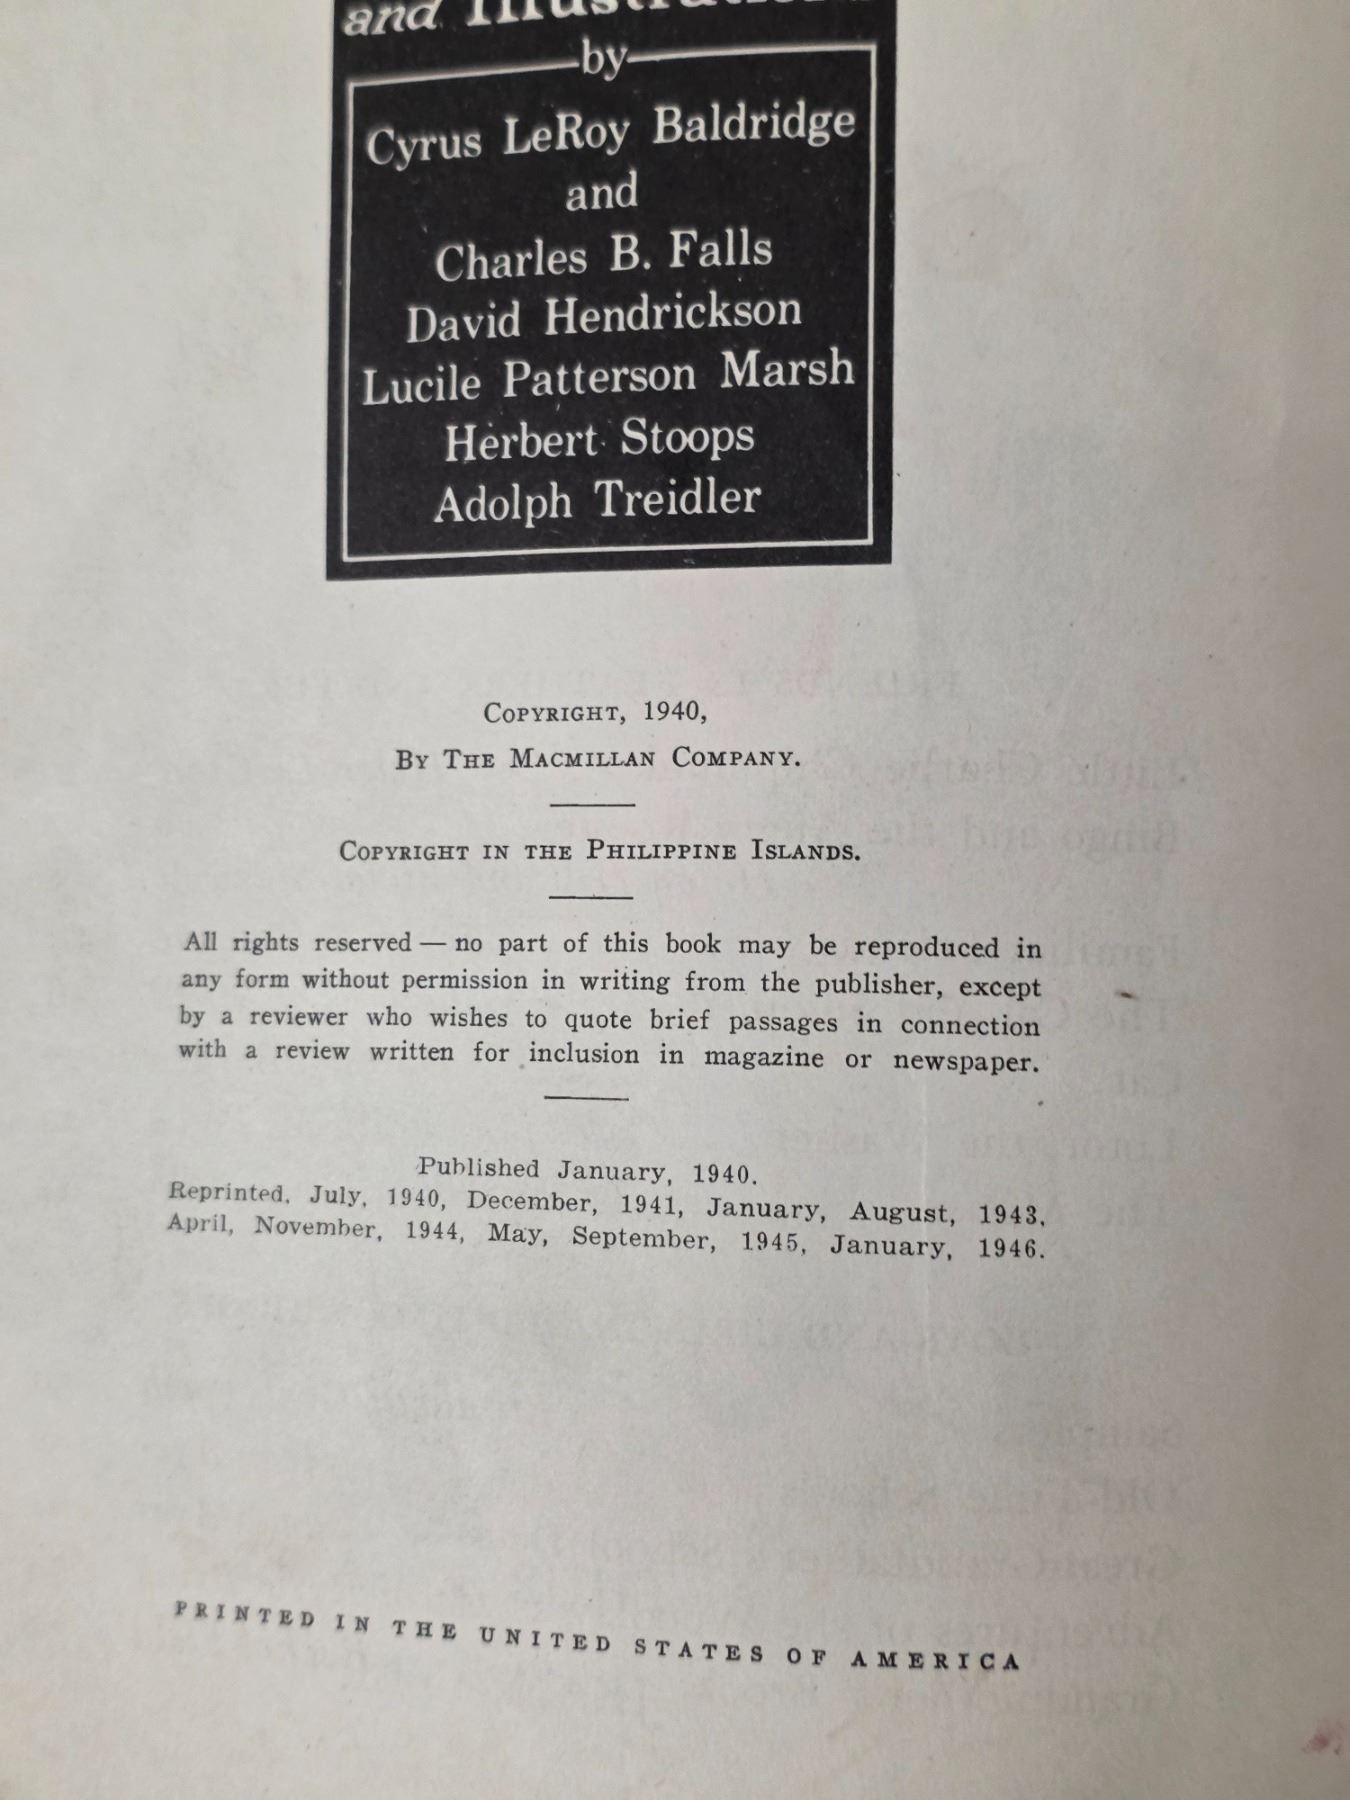 and Illustrations
by
Cyrus LeRoy Baldridge
and
Charles B. Falls
David Hendrickson
Lucile Patterson Marsh
Herbert Stoops
Adolph Treidler
Copyright, 1940,
By The Macmillan Company.
Copyright in the Philippine Islands.
All rights reserved — no part of this book may be reproduced in
any form without permission in writing from the publisher, except
by a reviewer who wishes to quote brief passages in connection
with a review written for inclusion in magazine or newspaper.
Published January, 1940.
Reprinted, July, 1940, December, 1941, January, August, 1943,
April, November, 1944, May, September, 1945, January, 1946.
PRINTED IN THE UNITED STATES OF AMERICA